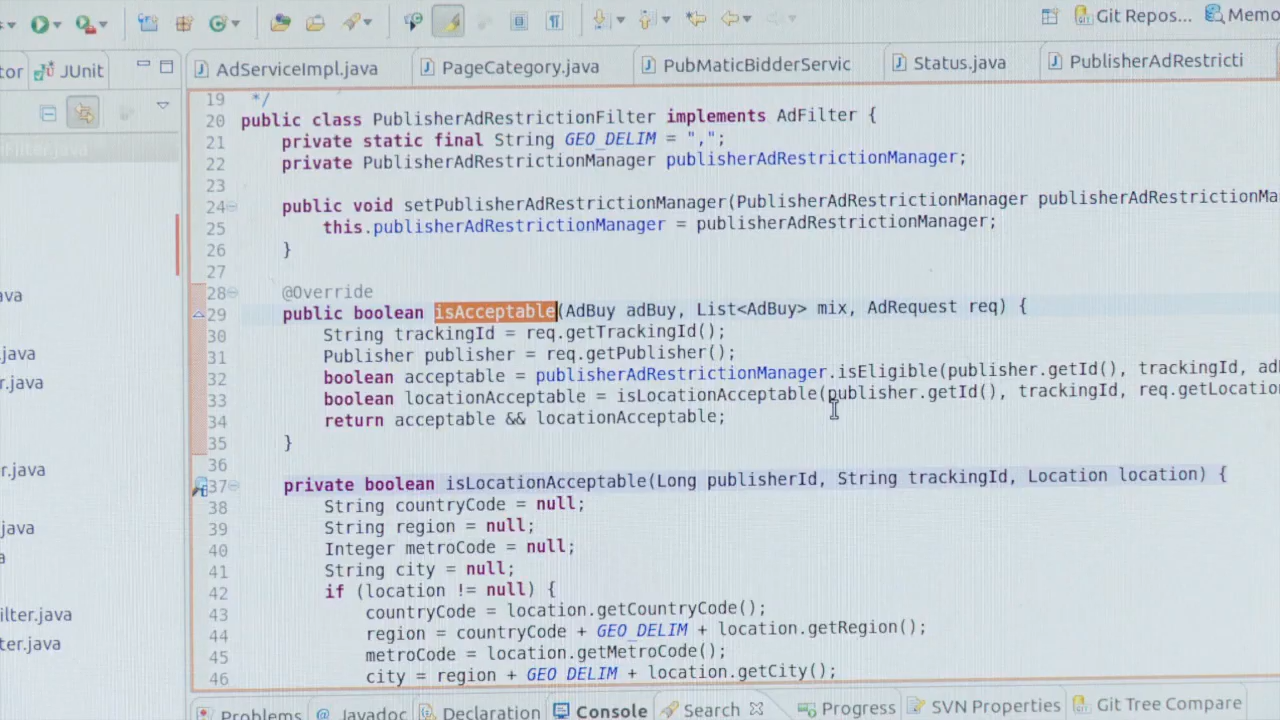 Git Repos...
Memo
tor
JUnit
AdServiceImpl.java
PageCategory.java
PubMaticBidderServic
Status.java
PublisherAdRestricti
19 */
20 public class PublisherAdRestrictionFilter implements AdFilter {
21 private static final String GEO_DELIM = ",";
22 private PublisherAdRestrictionManager publisherAdRestrictionManager;
23
24 public void setPublisherAdRestrictionManager(PublisherAdRestrictionManager publisherAdRestrictionMa
25 this.publisherAdRestrictionManager = publisherAdRestrictionManager;
26 }
27
28 @Override
29 public boolean isAcceptable(AdBuy adBuy, List<AdBuy> mix, AdRequest req) {
30 String trackingId = req.getTrackingId();
31 Publisher publisher = req.getPublisher();
32 boolean acceptable = publisherAdRestrictionManager.isEligible(publisher.getId(), trackingId, ad
33 boolean locationAcceptable = isLocationAcceptable(publisher.getId(), trackingId, req.getLocatio
34 return acceptable && locationAcceptable;
35 }
36
37 private boolean isLocationAcceptable(Long publisherId, String trackingId, Location location) {
38 String countryCode = null;
39 String region = null;
40 Integer metroCode = null;
41 String city = null;
42 if (location != null) {
43 countryCode = location.getCountryCode();
44 region = countryCode + GEO_DELIM + location.getRegion();
45 metroCode = location.getMetroCode();
46 city = region + GEO_DELIM + location.getCity();
ava
.java
r.java
r.java
.java
a
ilter.java
ter.java
Problems
Javadoc
Declaration
Console
Search
Progress
SVN Properties
Git Tree Compare